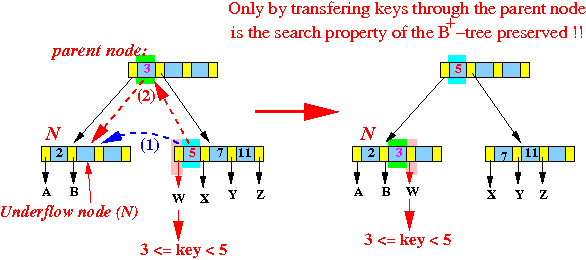 Only by transfering keys through the parent node
is the search property of the B+-tree preserved !!
parent node:
3
(2)
N
(1)
2
5
7
11
A
B
W
X
Y
Z
Underflow node (N)
3 <= key < 5
5
N
2
3
7
11
A
B
W
X
Y
Z
3 <= key < 5